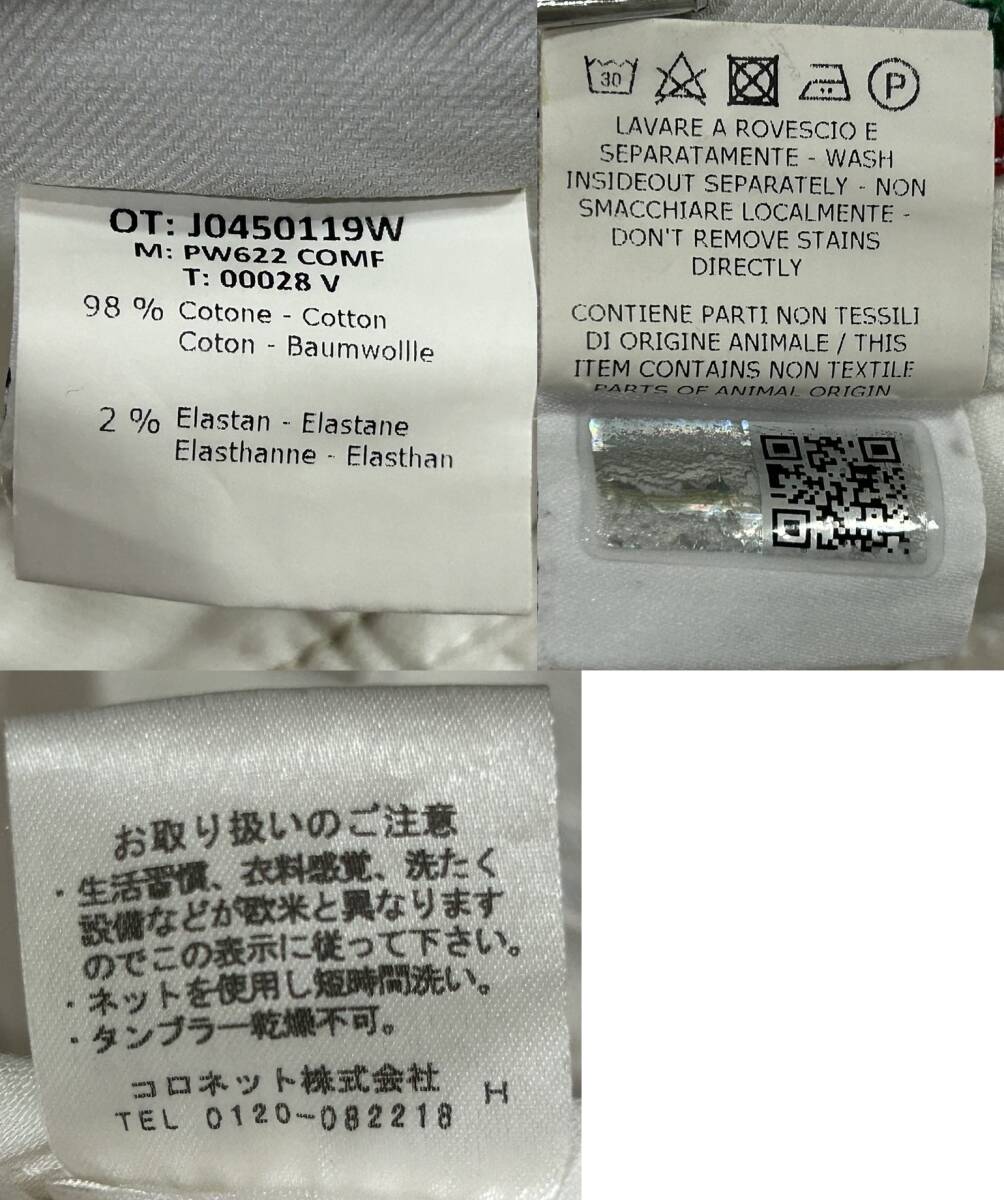 OT: J0450119W
M: PW622 COMF
T: 00028 V
98 % Cotone - Cotton
Coton - Baumwollle
2 % Elastan - Elastane
Elasthanne - Elasthan
30
P
LAVARE A ROVESCIO E
SEPARATAMENTE - WASH
INSIDEOUT SEPARATELY - NON
SMACCHIARE LOCALMENTE -
DON'T REMOVE STAINS
DIRECTLY
CONTIENE PARTI NON TESSILI
DI ORIGINE ANIMALE / THIS
ITEM CONTAINS NON TEXTILE
PARTS OF ANIMAL ORIGIN
お取り扱いのご注意
・生活習慣、衣料感覚、洗たく
設備などが欧米と異なります
のでこの表示に従って下さい。
・ネットを使用し短時間洗い。
・タンブラー乾燥不可。
コロネット株式会社
H
TEL 0120-082218